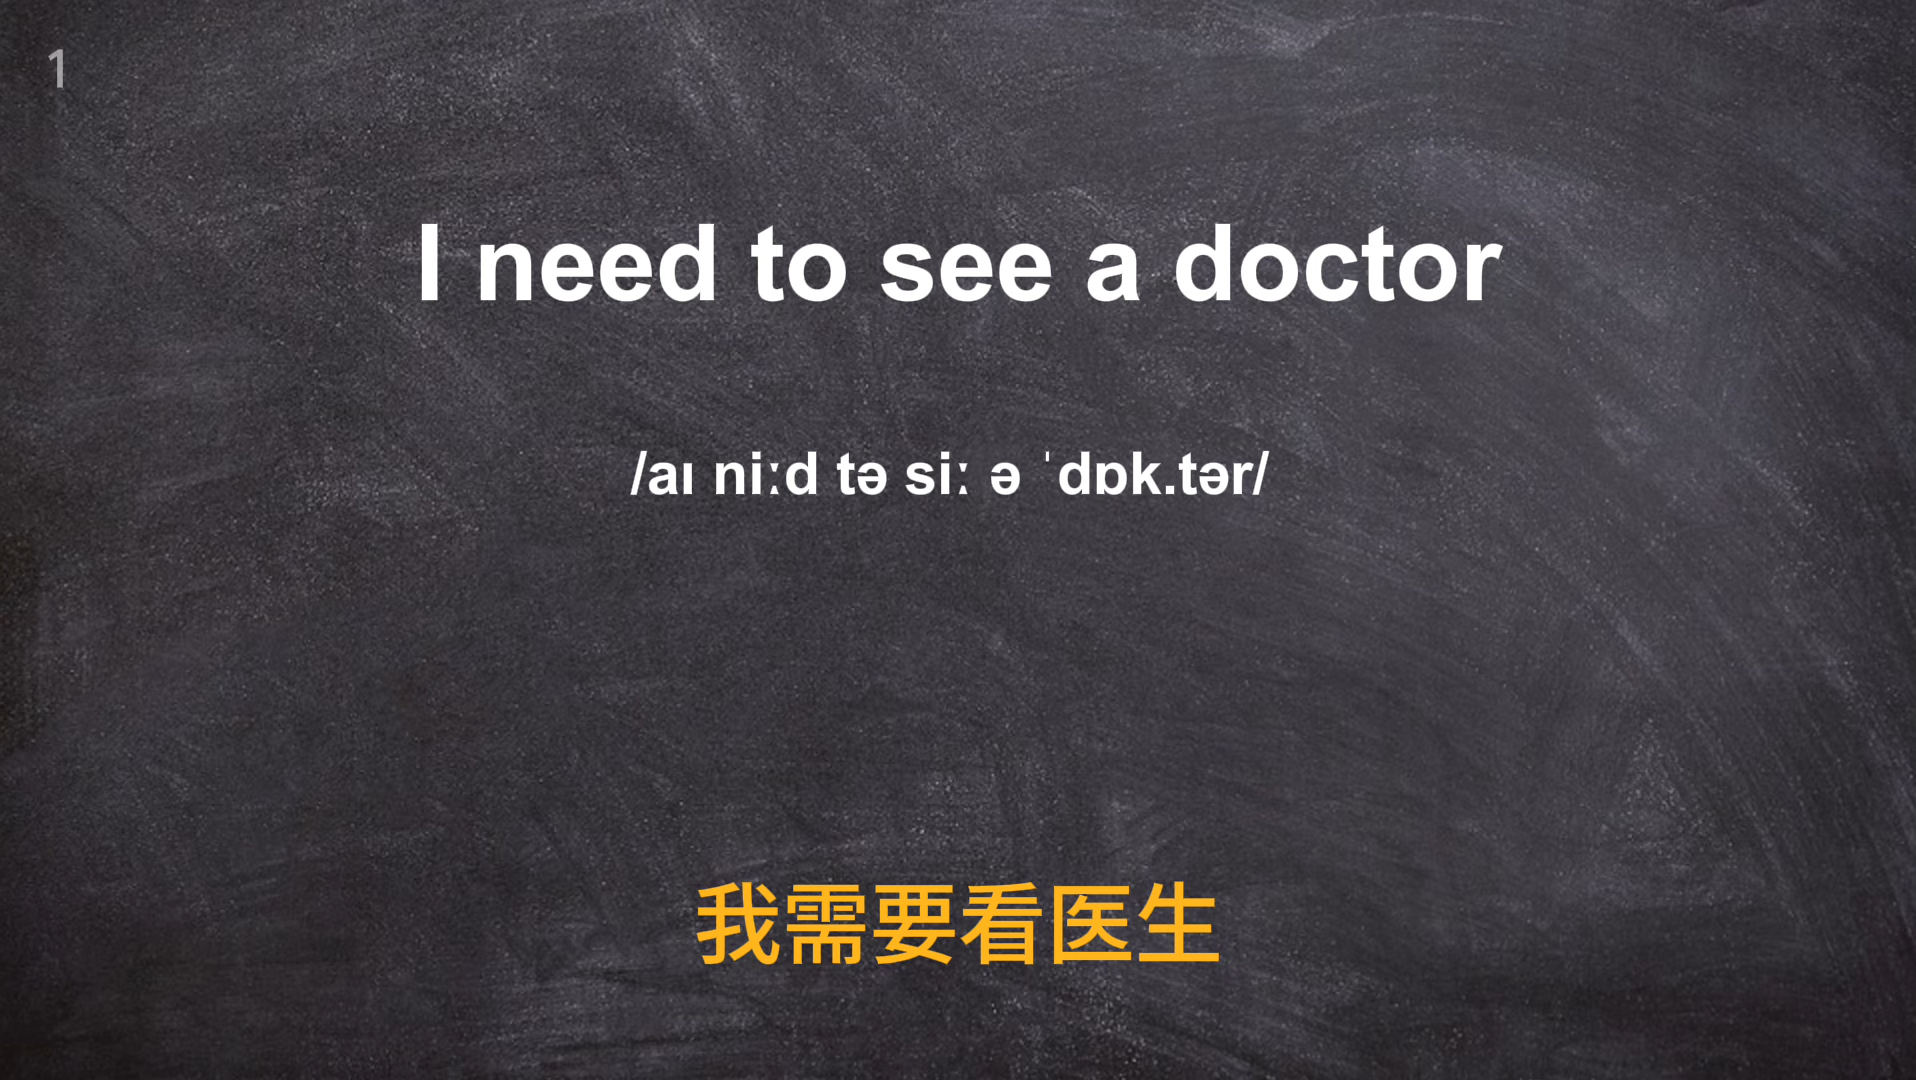 1
I need to see a doctor
/aɪ niːd tə siː ə ˈdɒk.tər/
我需要看医生